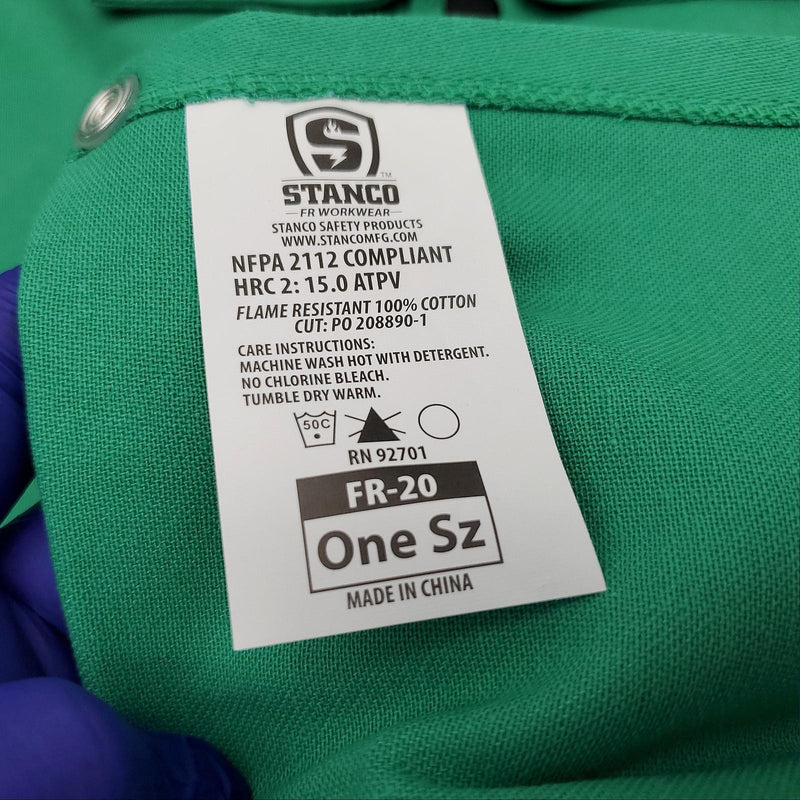 S
TM
STANCO
FR WORKWEAR
STANCO SAFETY PRODUCTS
WWW.STANCOMFG.COM
NFPA 2112 COMPLIANT
HRC 2: 15.0 ATPV
FLAME RESISTANT 100% COTTON
CUT: PO 208890-1
CARE INSTRUCTIONS:
MACHINE WASH HOT WITH DETERGENT.
NO CHLORINE BLEACH.
TUMBLE DRY WARM.
50C
RN 92701
FR-20
One Sz
MADE IN CHINA